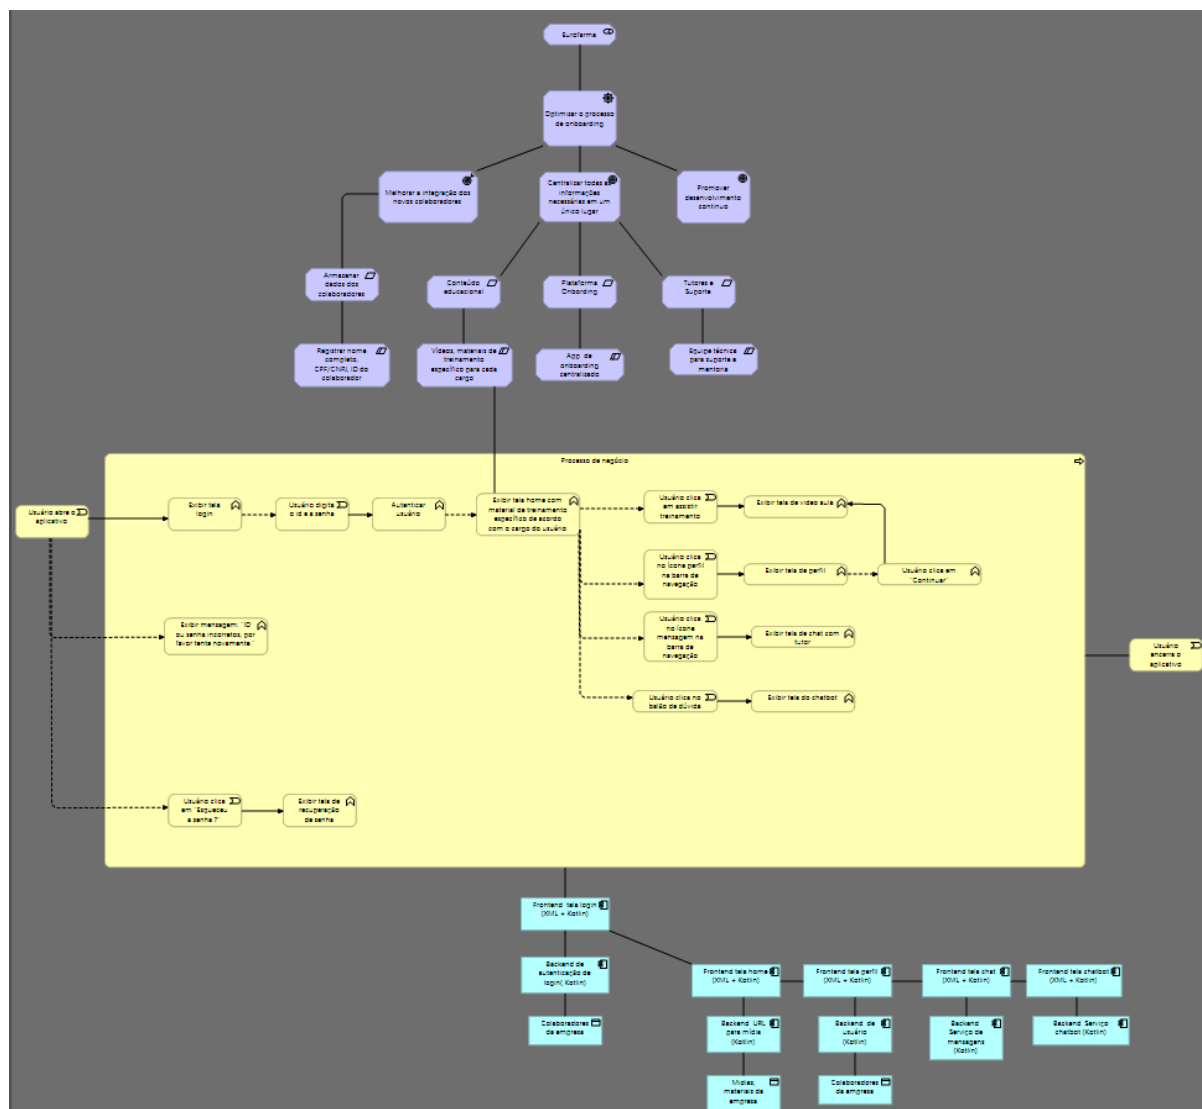 Eurofarma
Optimizar o processo
de onboarding
Melhorar a integração dos
novos colaboradores
Centralizar todas as
informações
necessárias em um
único lugar
Promover
desenvolvimento
contínuo
Armazenar
dados dos
colaboradores
Conteúdo
educacional
Plataforma
Onboarding
Tutores e
Suporte
Registrar nome
completo,
ID do
colaborador
Vídeos, materiais de
treinamento
específico para cada
cargo
App de
onboarding
centralizado
Equipe técnica
para suporte e
mentoria
Processo de negócio
Usuário abre o
aplicativo
Exibir tela
login
Usuário digita
o id e a senha
Autenticar
usuário
Exibir tela home com
material de treinamento
específico de acordo
com o cargo do usuário
Usuário clica
em assistir
treinamento
Exibir tela de video aula
Usuário clica
no ícone perfil
na barra de
navegação
Exibir tela de perfil
Usuário clica em
"Continuar"
Exibir mensagem: "ID
ou senha incorretos, por
favor tente novamente."
Usuário clica
no ícone
mensagem na
barra de
navegação
Exibir tela de chat com
tutor
Usuário
encerra o
aplicativo
Usuário clica no
balão de dúvida
Exibir tela do chatbot
Usuário clica
em "Esqueceu
a senha ?"
Exibir tela de
recuperação
de senha
Frontend tela login
(XML + Kotlin)
Backend de
autenticação de
login( Kotlin)
Colaboradores
da empresa
Frontend tela home
(XML + Kotlin)
Frontend tela perfil
(XML + Kotlin)
Frontend tela chat
(XML + Kotlin)
Frontend tela chatbot
(XML + Kotlin)
Backend URL
para mídia
(Kotlin)
Backend de
usuário
(Kotlin)
Backend
Serviço de
mensagens
(Kotlin)
Backend Serviço
chatbot (Kotlin)
Mídias,
materiais da
empresa
Colaboradores
da empresa